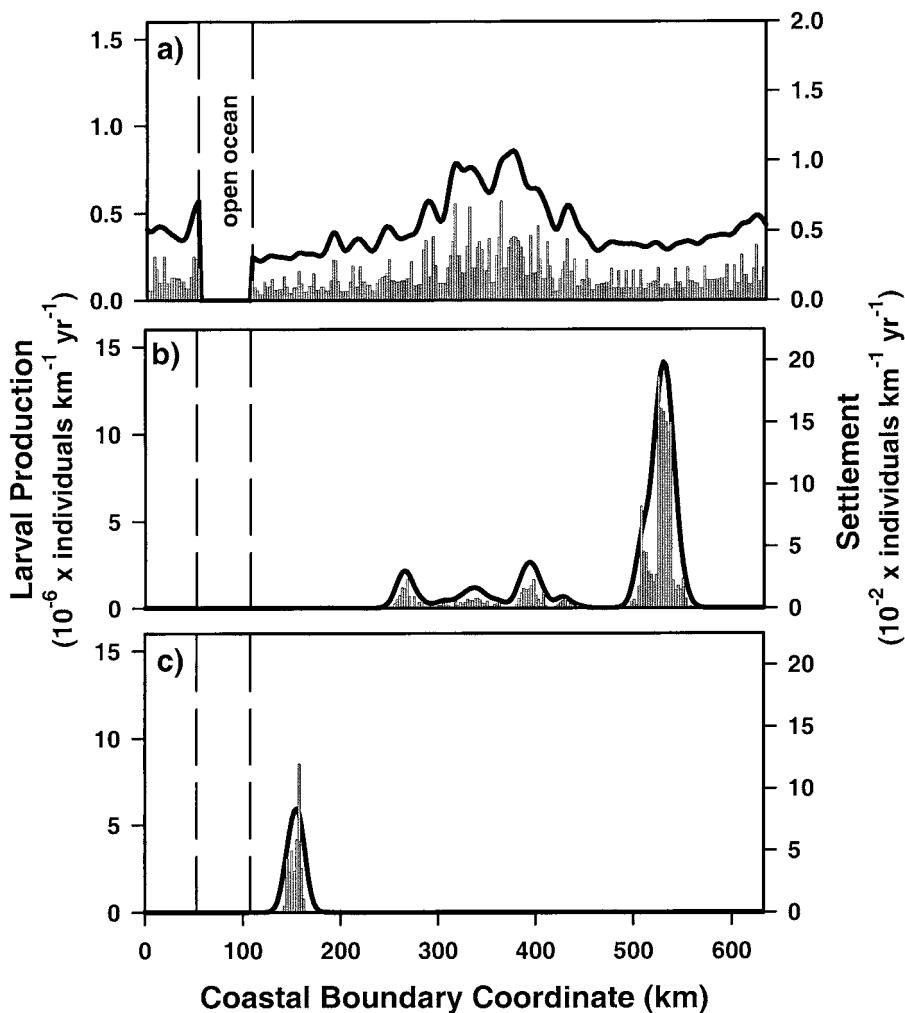 a)
1.5
1.0
0.5
0.0
2.0
1.5
1.0
0.5
0.0
open ocean
b)
15
10
5
0
20
15
10
5
0
c)
15
10
5
0
20
15
10
5
0
0 100 200 300 400 500 600
Coastal Boundary Coordinate (km)
Larval Production
(10⁻⁶ x individuals km⁻¹ yr⁻¹)
Settlement
(10⁻² x individuals km⁻¹ yr⁻¹)